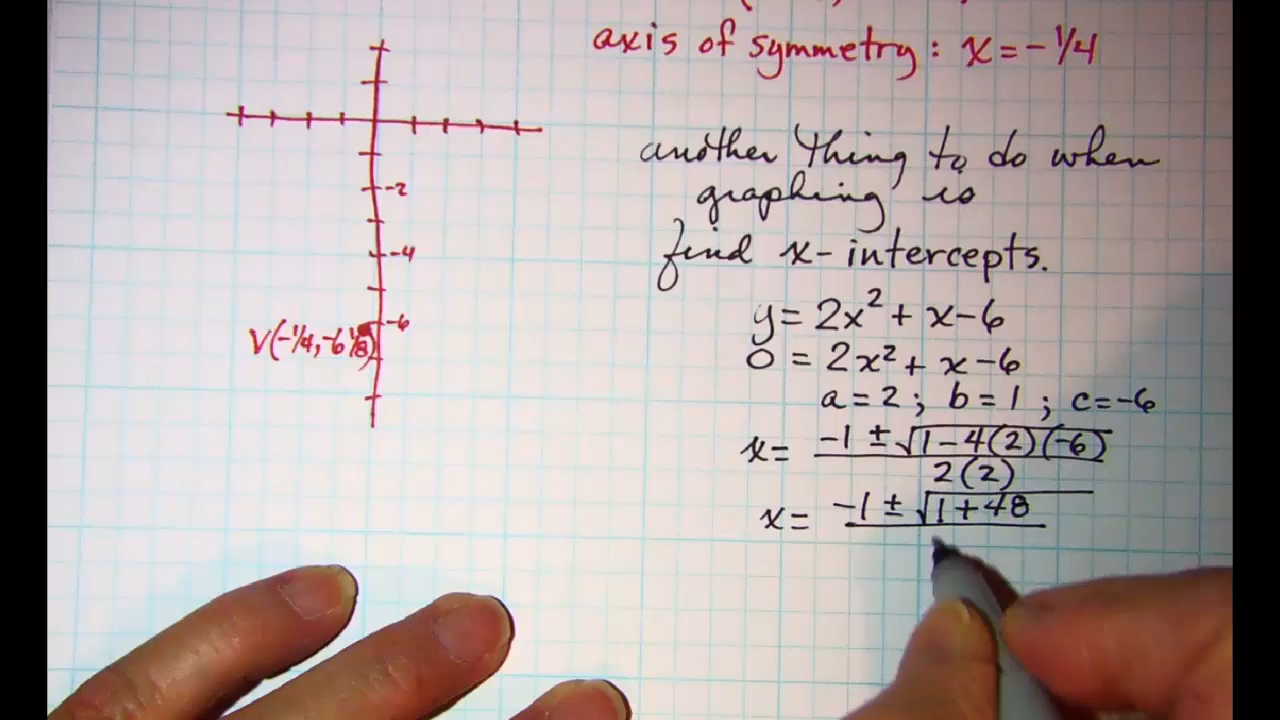 axis of symmetry: x = -1/4
another thing to do when
graphing is
find x-intercepts.
-2
-4
-6
V(-1/4, -6 1/8)
y = 2x² + x - 6
0 = 2x² + x - 6
a = 2 ; b = 1 ; c = -6
x = -1 ± √1 - 4(2)(-6)
2(2)
x = -1 ± √1 + 48